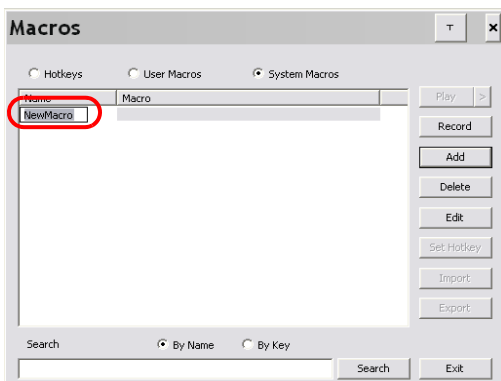 Macros
Hotkeys User Macros System Macros
Name Macro
NewMacro
Play >
Record
Add
Delete
Edit
Set Hotkey
Import
Export
Search By Name By Key
Search Exit